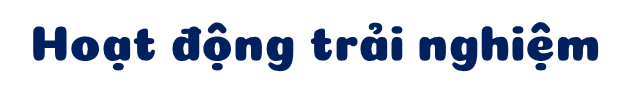 Hoạt động trải nghiệm